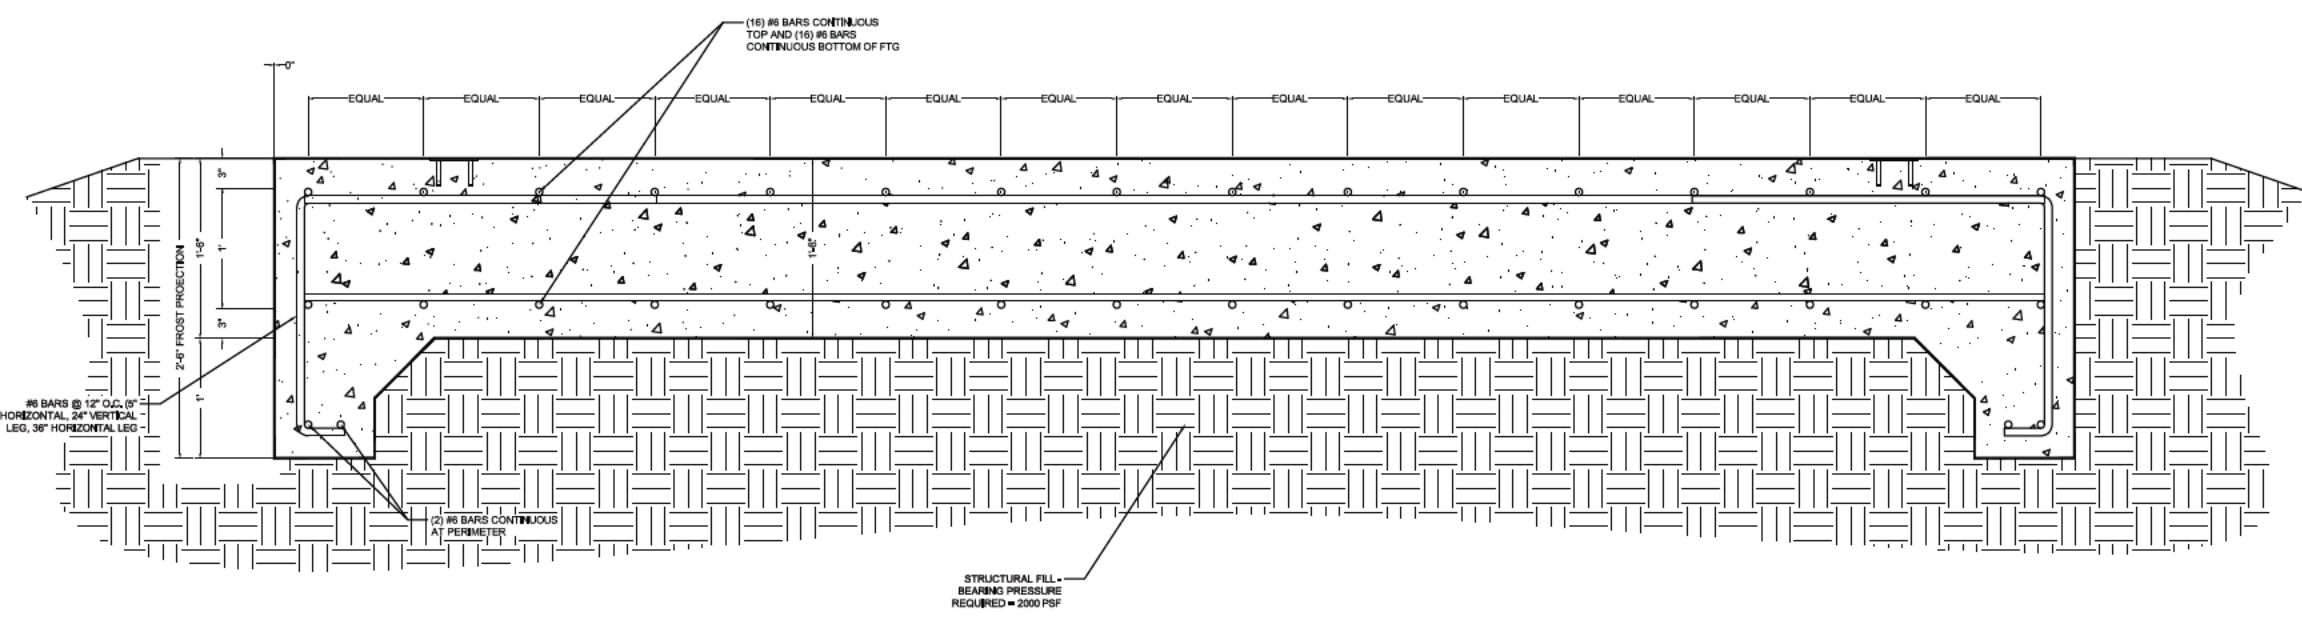 (16) #6 BARS CONTINUOUS
TOP AND (16) #6 BARS
CONTINUOUS BOTTOM OF FTG
0"
EQUAL EQUAL EQUAL EQUAL EQUAL EQUAL EQUAL EQUAL EQUAL EQUAL EQUAL EQUAL EQUAL EQUAL EQUAL
3"
1'
3"
1'-6"
1'
2'-6" FROST PROECTION
1'-6"
#6 BARS @ 12" O.C. (5"
HORIZONTAL, 24" VERTICAL
LEG, 36" HORIZONTAL LEG
(2) #6 BARS CONTINUOUS
AT PERIMETER
STRUCTURAL FILL -
BEARING PRESSURE
REQUIRED = 2000 PSF